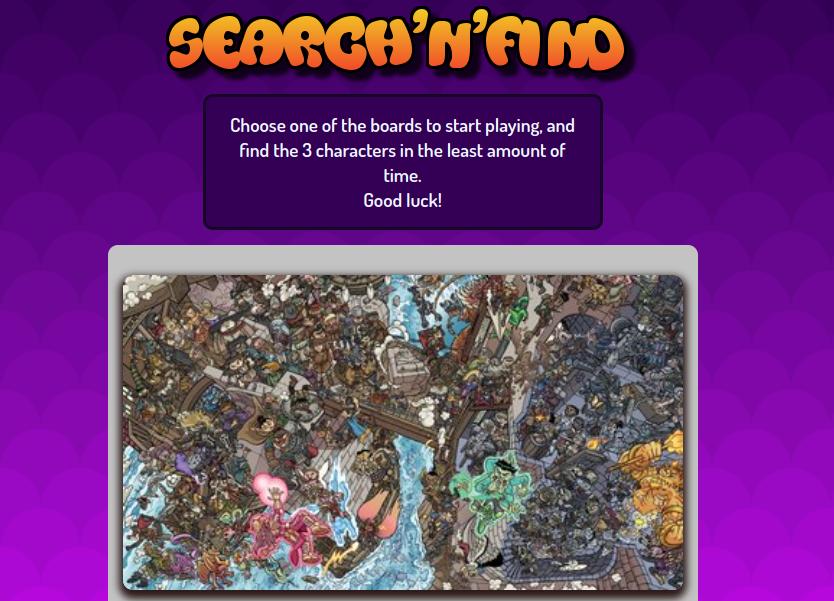 SEARCH'N'FIND
Choose one of the boards to start playing, and
find the 3 characters in the least amount of
time.
Good luck!